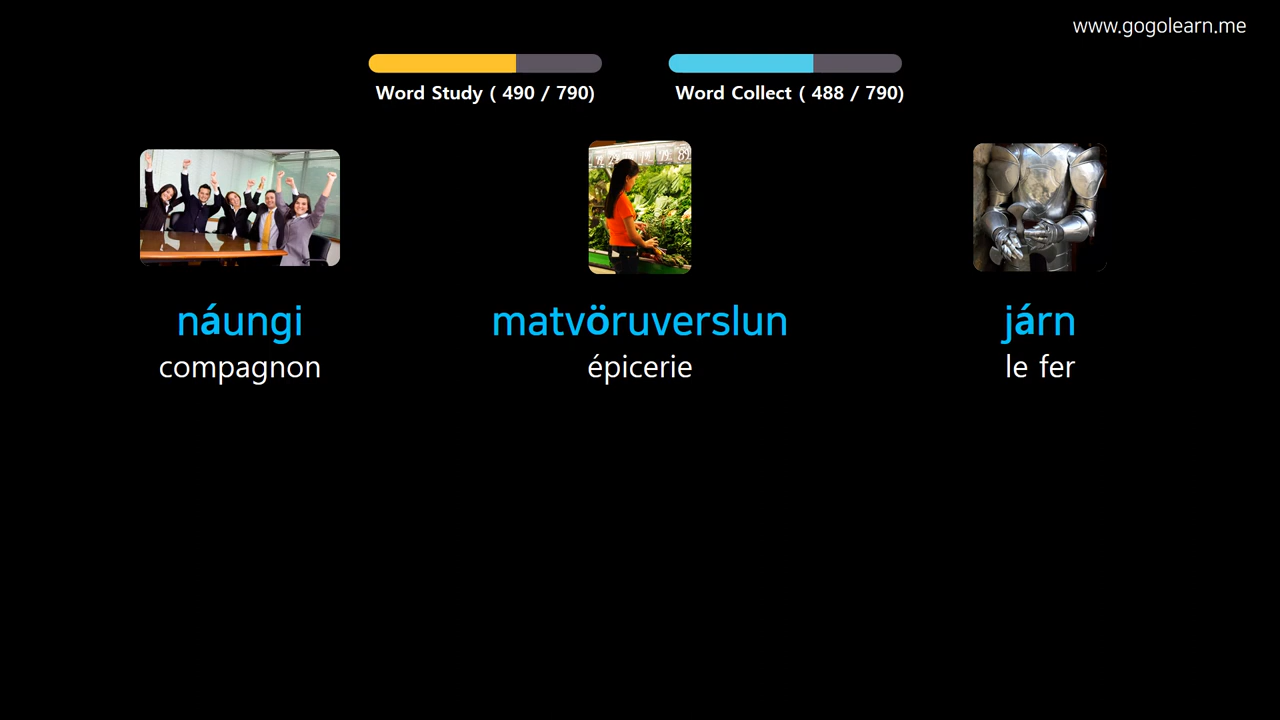 www.gogolearn.me
Word Study ( 490 / 790)
Word Collect ( 488 / 790)
náungi
matvöruverslun
járn
compagnon
épicerie
le fer